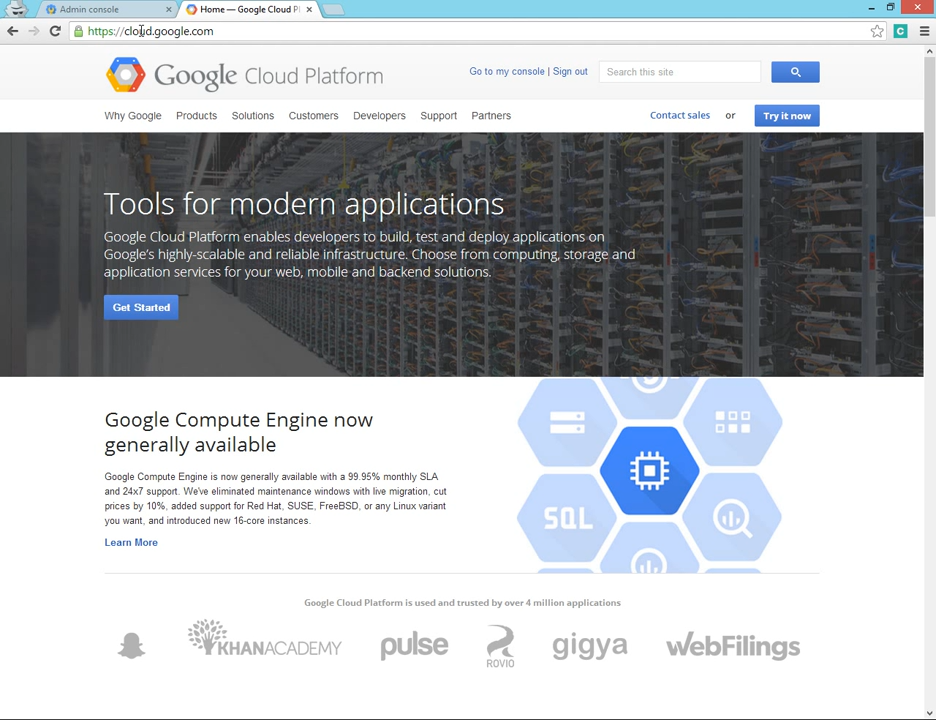 Admin console
Home — Google Cloud P
https://cloud.google.com
Google Cloud Platform
Go to my console | Sign out
Search this site
Why Google
Products
Solutions
Customers
Developers
Support
Partners
Contact sales
or
Try it now
Tools for modern applications
Google Cloud Platform enables developers to build, test and deploy applications on
Google's highly-scalable and reliable infrastructure. Choose from computing, storage and
application services for your web, mobile and backend solutions.
Get Started
Google Compute Engine now
generally available
Google Compute Engine is now generally available with a 99.95% monthly SLA
and 24x7 support. We've eliminated maintenance windows with live migration, cut
prices by 10%, added support for Red Hat, SUSE, FreeBSD, or any Linux variant
you want, and introduced new 16-core instances.
Learn More
SQL
Google Cloud Platform is used and trusted by over 4 million applications
KHANACADEMY
pulse
ROVIO
gigya
webFilings